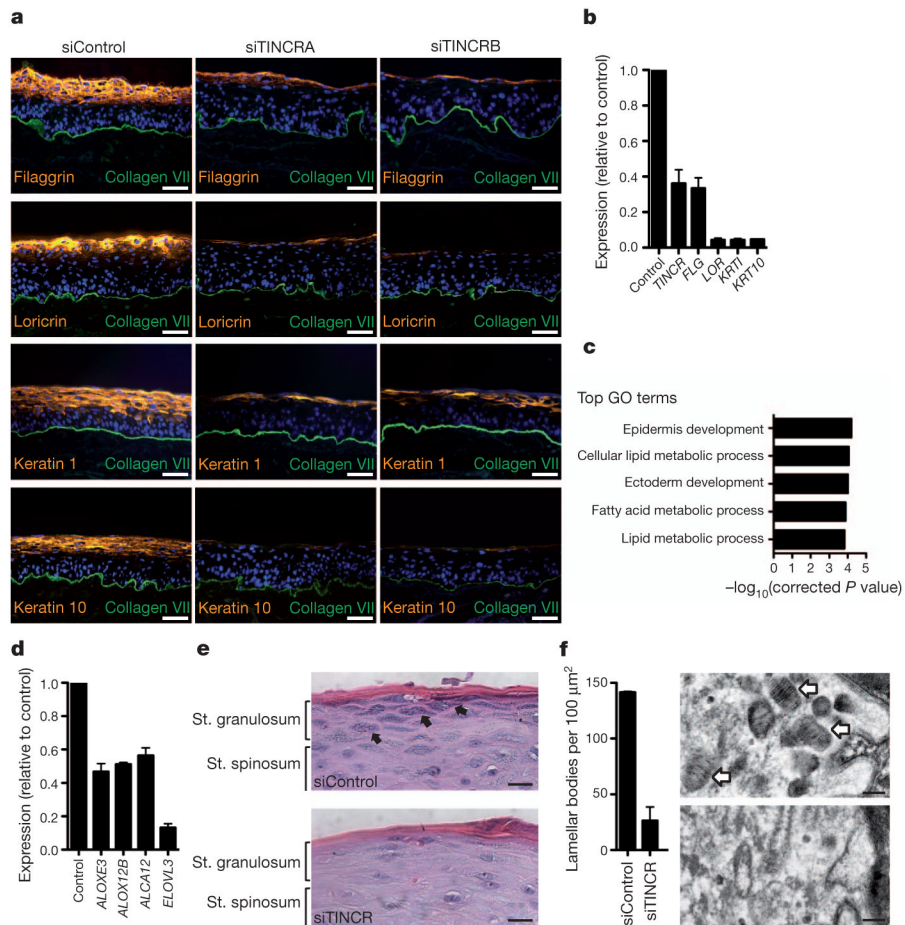 a
siControl siTINCRA siTINCRB
Filaggrin Collagen VII Filaggrin Collagen VII Filaggrin Collagen VII
Loricrin Collagen VII Loricrin Collagen VII Loricrin Collagen VII
Keratin 1 Collagen VII Keratin 1 Collagen VII Keratin 1 Collagen VII
Keratin 10 Collagen VII Keratin 10 Collagen VII Keratin 10 Collagen VII
b
Expression (relative to control)
1.0
0.8
0.6
0.4
0.2
0.0
Control TINCR FLG LOR KRTI KRT10
c
Top GO terms
Epidermis development
Cellular lipid metabolic process
Ectoderm development
Fatty acid metabolic process
Lipid metabolic process
0 1 2 3 4 5
–log10(corrected P value)
d
Expression (relative to control)
1.0
0.8
0.6
0.4
0.2
0
Control ALOXE3 ALOX12B ALCA12 ELOVL3
e
St. granulosum
St. spinosum
siControl
St. granulosum
St. spinosum
siTINCR
f
Lamellar bodies per 100 μm2
150
100
50
0
siControl siTINCR